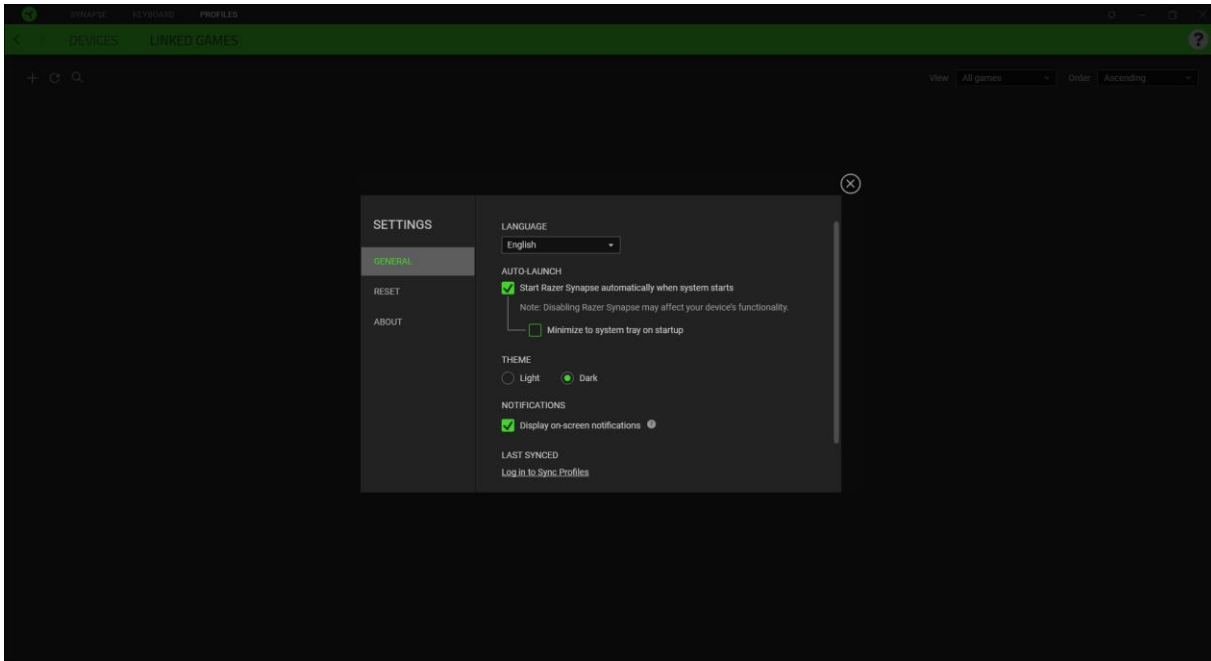 SYNAPSE KEYBOARD PROFILES
DEVICES LINKED GAMES
?
View All games Order Ascending
SETTINGS
GENERAL
RESET
ABOUT
LANGUAGE
English
AUTO-LAUNCH
Start Razer Synapse automatically when system starts
Note: Disabling Razer Synapse may affect your device's functionality.
Minimize to system tray on startup
THEME
Light Dark
NOTIFICATIONS
Display on-screen notifications
LAST SYNCED
Log in to Sync Profiles